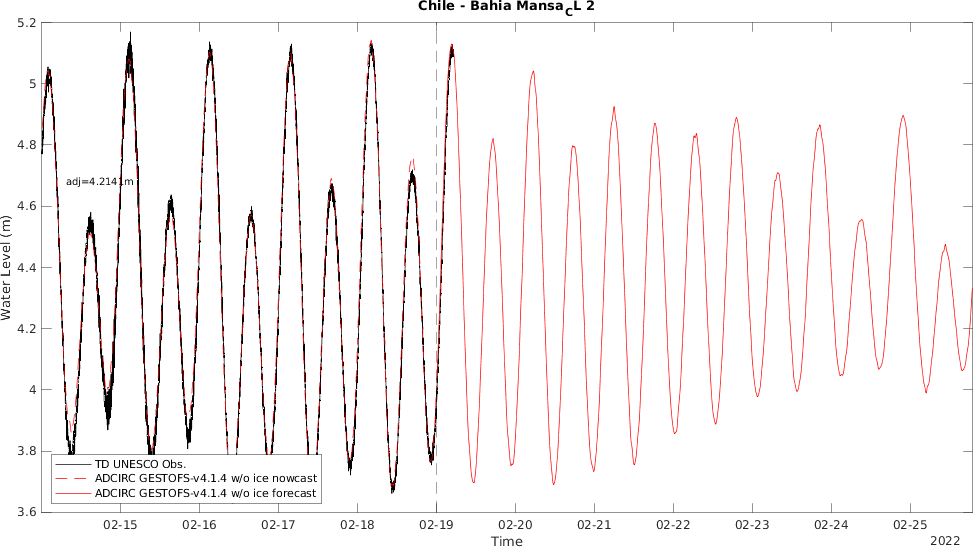 Chile - Bahia MansaCL 2
5.2
5
4.8
4.6
4.4
4.2
4
3.8
3.6
Water Level (m)
adj=4.2141m
TD UNESCO Obs.
ADCIRC GESTOFS-v4.1.4 w/o ice nowcast
ADCIRC GESTOFS-v4.1.4 w/o ice forecast
02-15 02-16 02-17 02-18 02-19 02-20 02-21 02-22 02-23 02-24 02-25
Time
2022